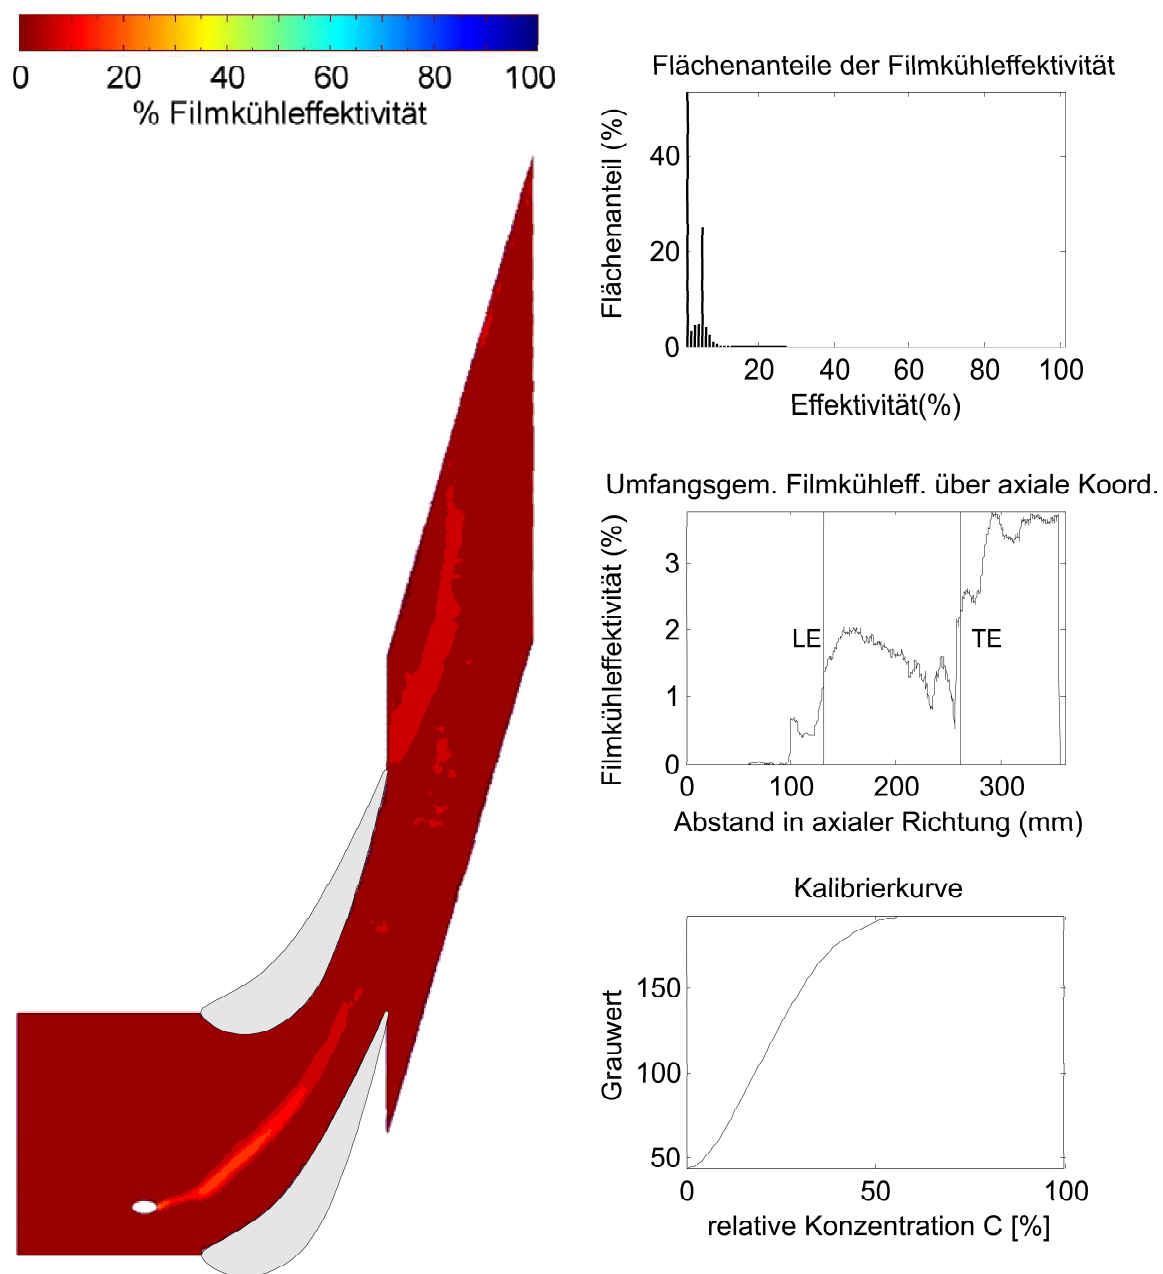 0 20 40 60 80 100
% Filmkühleffektivität
Flächenanteile der Filmkühleffektivität
Flächenanteil (%)
40
20
0
20 40 60 80 100
Effektivität(%)
Umfangsgem. Filmkühleff. über axiale Koord.
Filmkühleffektivität (%)
3
2
1
0
LE
TE
0 100 200 300
Abstand in axialer Richtung (mm)
Kalibrierkurve
Grauwert
150
100
50
0 50 100
relative Konzentration C [%]